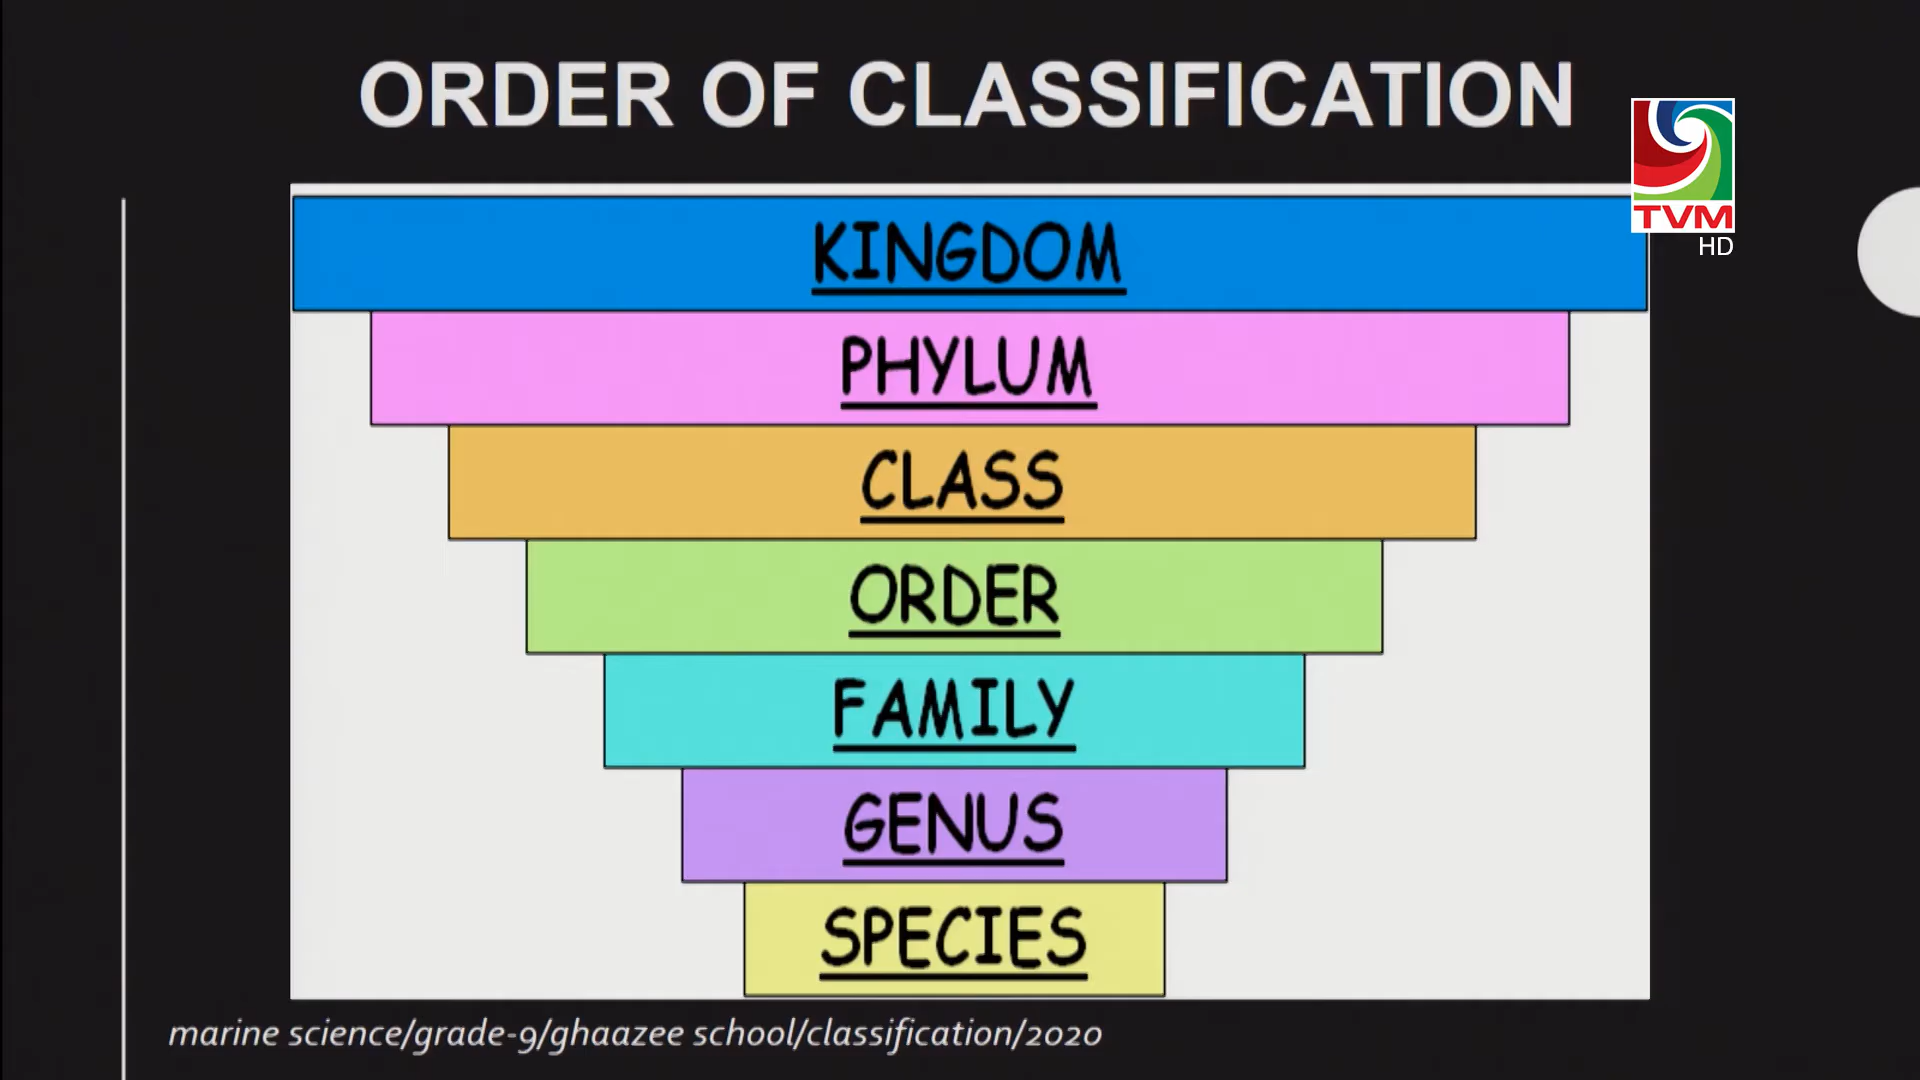 ORDER OF CLASSIFICATION
TVM
HD
KINGDOM
PHYLUM
CLASS
ORDER
FAMILY
GENUS
SPECIES
marine science/grade-9/ghaazee school/classification/2020